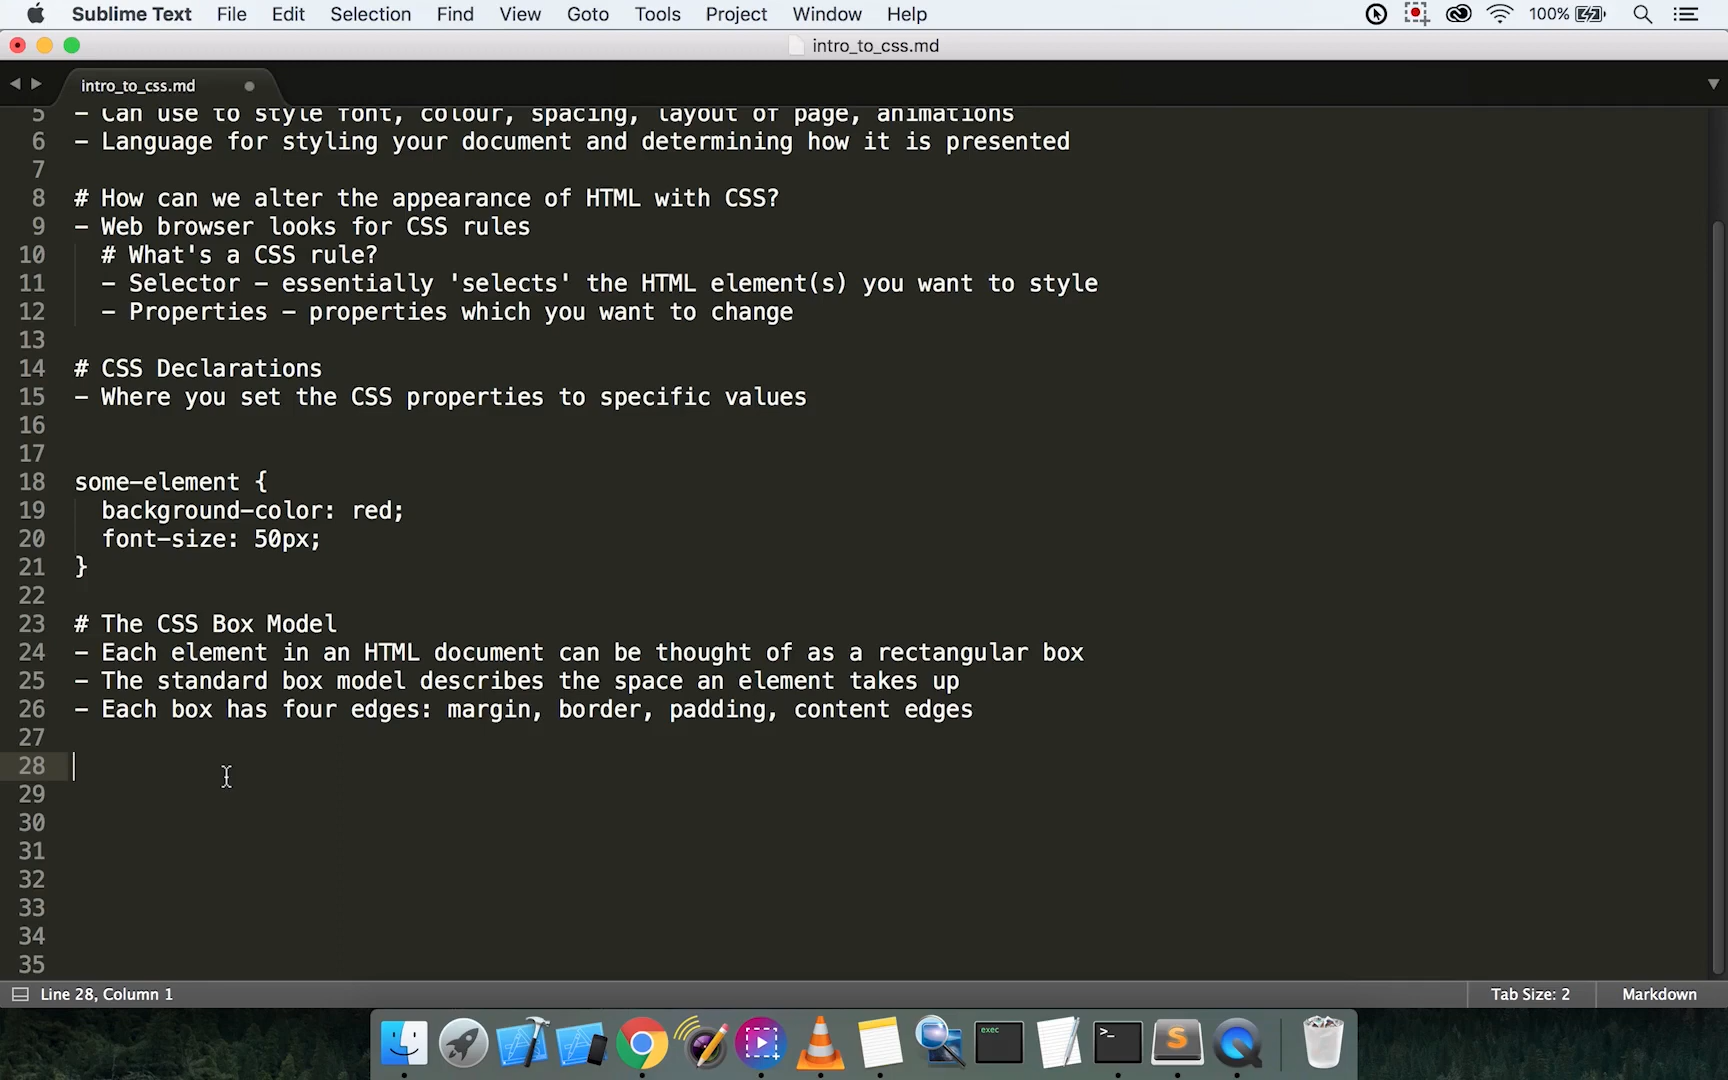 Sublime Text File Edit Selection Find View Goto Tools Project Window Help 100%
intro_to_css.md
intro_to_css.md
5 - Can use to style font, colour, spacing, layout of page, animations
6 - Language for styling your document and determining how it is presented
7
8 # How can we alter the appearance of HTML with CSS?
9 - Web browser looks for CSS rules
10 # What's a CSS rule?
11 - Selector - essentially 'selects' the HTML element(s) you want to style
12 - Properties - properties which you want to change
13
14 # CSS Declarations
15 - Where you set the CSS properties to specific values
16
17
18 some-element {
19 background-color: red;
20 font-size: 50px;
21 }
22
23 # The CSS Box Model
24 - Each element in an HTML document can be thought of as a rectangular box
25 - The standard box model describes the space an element takes up
26 - Each box has four edges: margin, border, padding, content edges
27
28
29
30
31
32
33
34
35
Line 28, Column 1 Tab Size: 2 Markdown
exec
>_
S